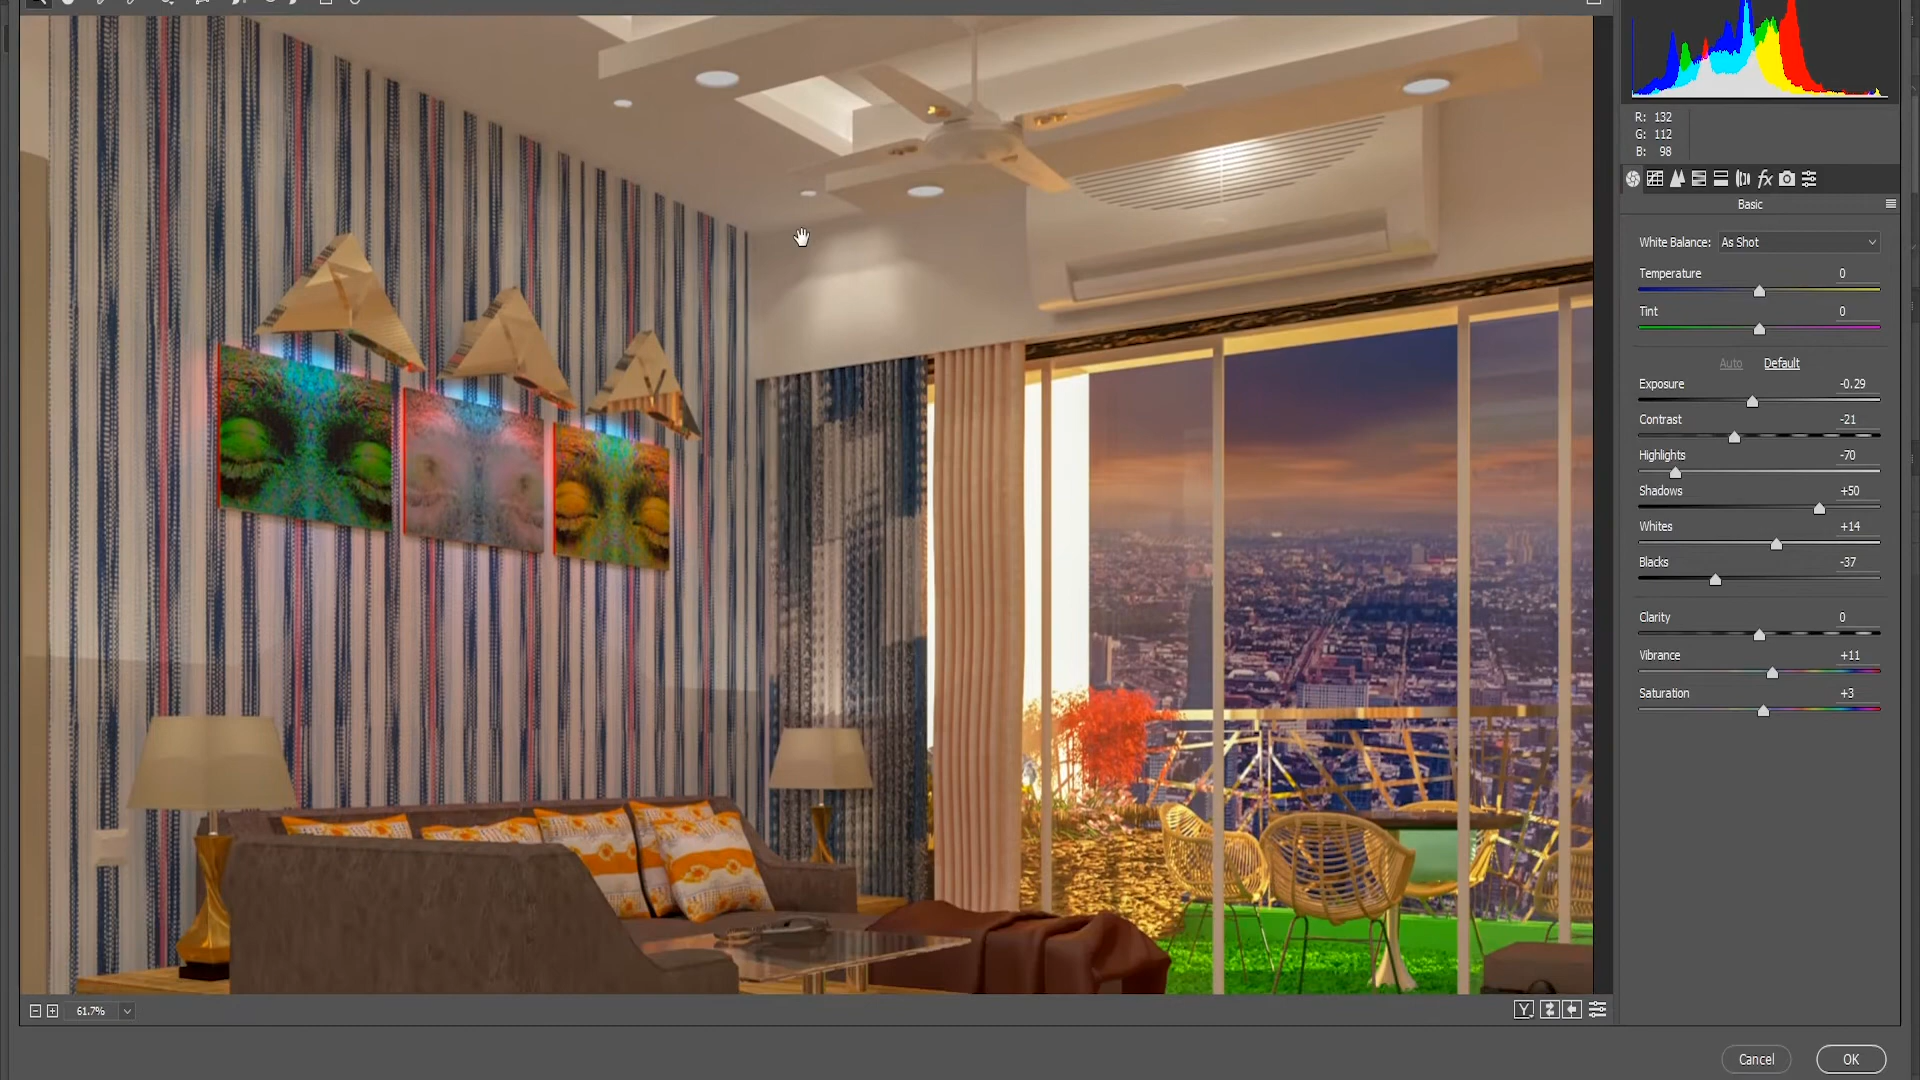 R: 132
G: 112
B: 98
fx
Basic
White Balance: As Shot
Temperature 0
Tint 0
Auto Default
Exposure -0.29
Contrast -21
Highlights -70
Shadows +50
Whites +14
Blacks -37
Clarity 0
Vibrance +11
Saturation +3
61.7%
Y
Cancel OK